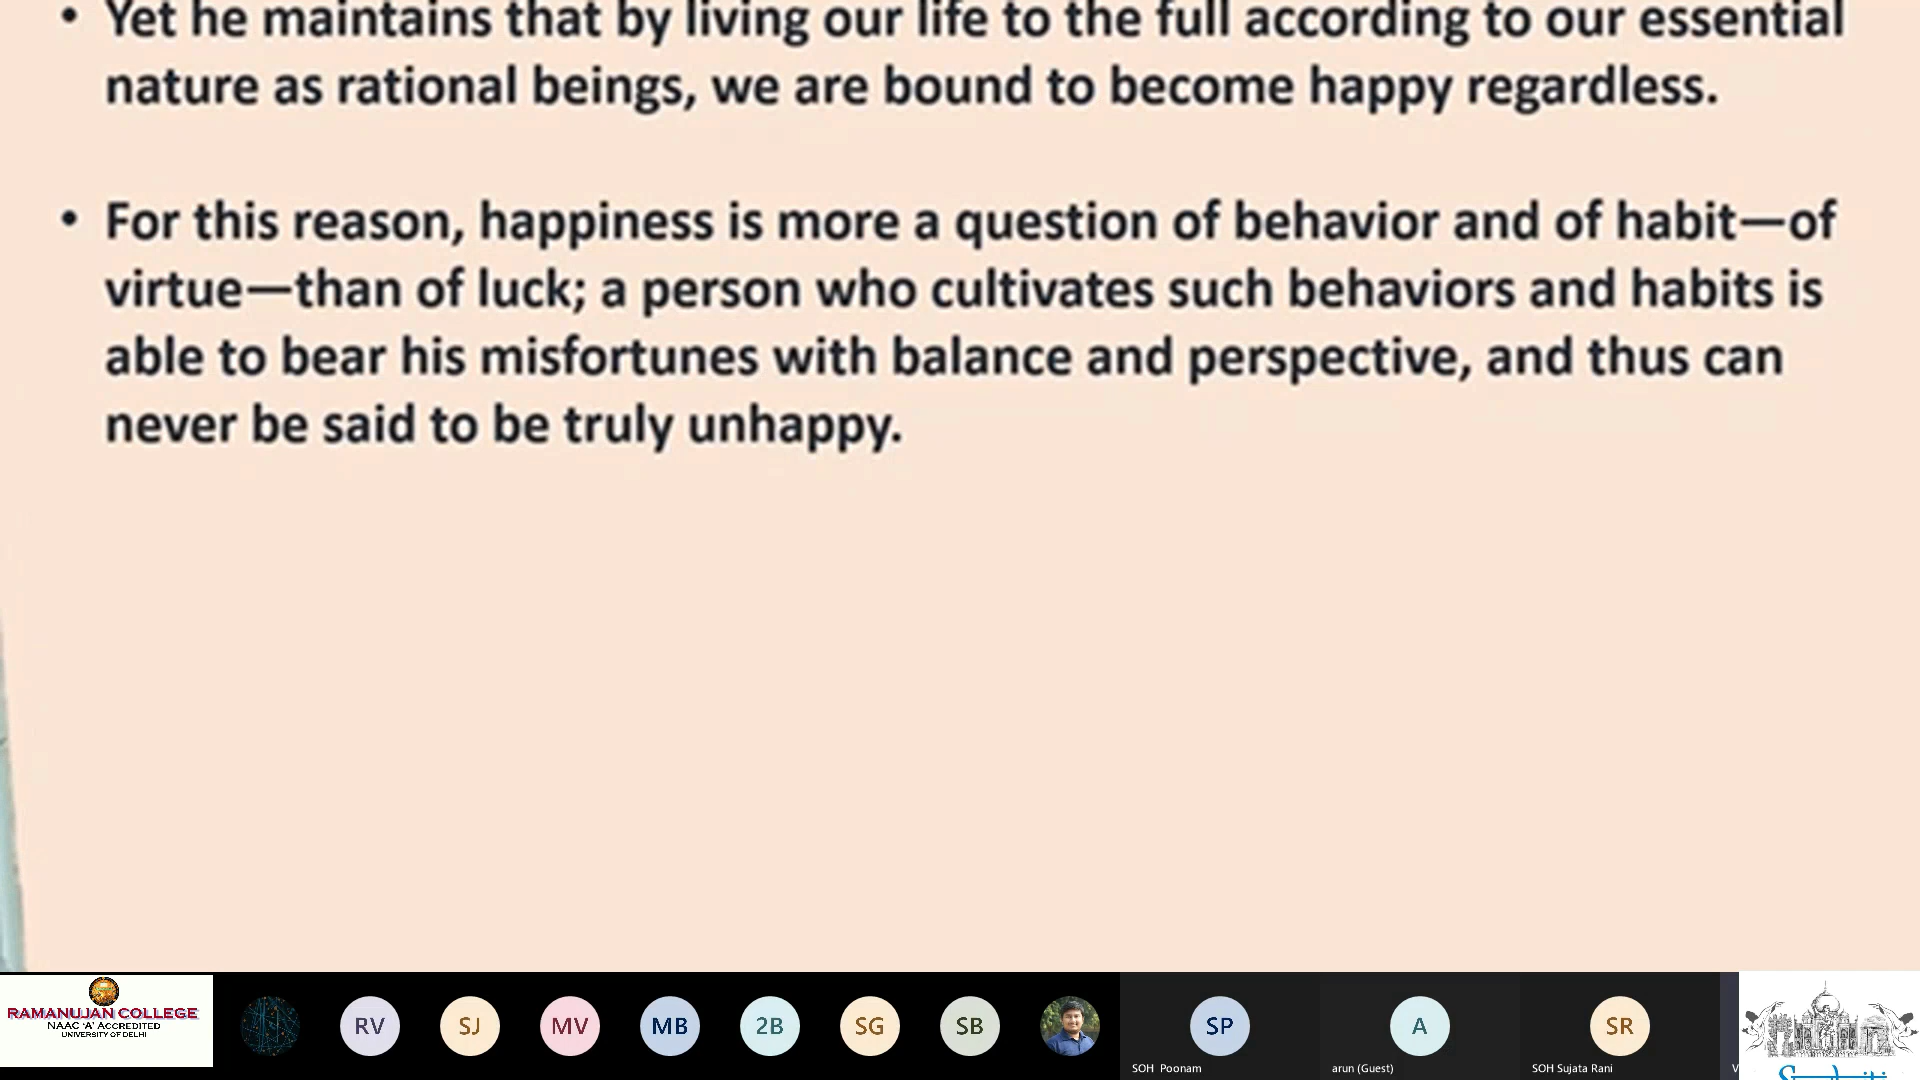 • Yet he maintains that by living our life to the full according to our essential
nature as rational beings, we are bound to become happy regardless.
• For this reason, happiness is more a question of behavior and of habit—of
virtue—than of luck; a person who cultivates such behaviors and habits is
able to bear his misfortunes with balance and perspective, and thus can
never be said to be truly unhappy.
RAMANUJAN COLLEGE
NAAC 'A' ACCREDITED
UNIVERSITY OF DELHI
RV
SJ
MV
MB
2B
SG
SB
SP
SOH Poonam
A
arun (Guest)
SR
SOH Sujata Rani
V